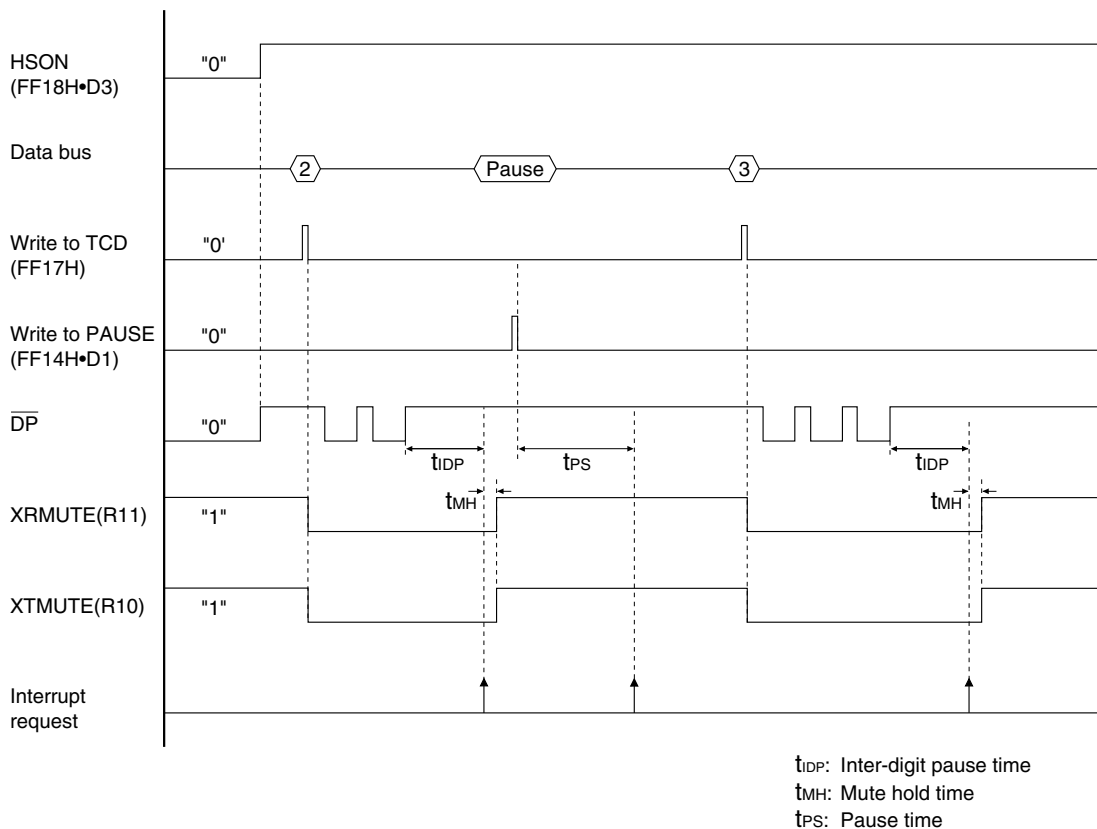 HSON
(FF18H•D3)
"0"
Data bus
2
Pause
3
Write to TCD
(FF17H)
"0'
Write to PAUSE
(FF14H•D1)
"0"
DP
"0"
tIDP
tPS
tIDP
tMH
tMH
XRMUTE(R11)
"1"
XTMUTE(R10)
"1"
Interrupt
request
tIDP: Inter-digit pause time
tMH: Mute hold time
tPS: Pause time